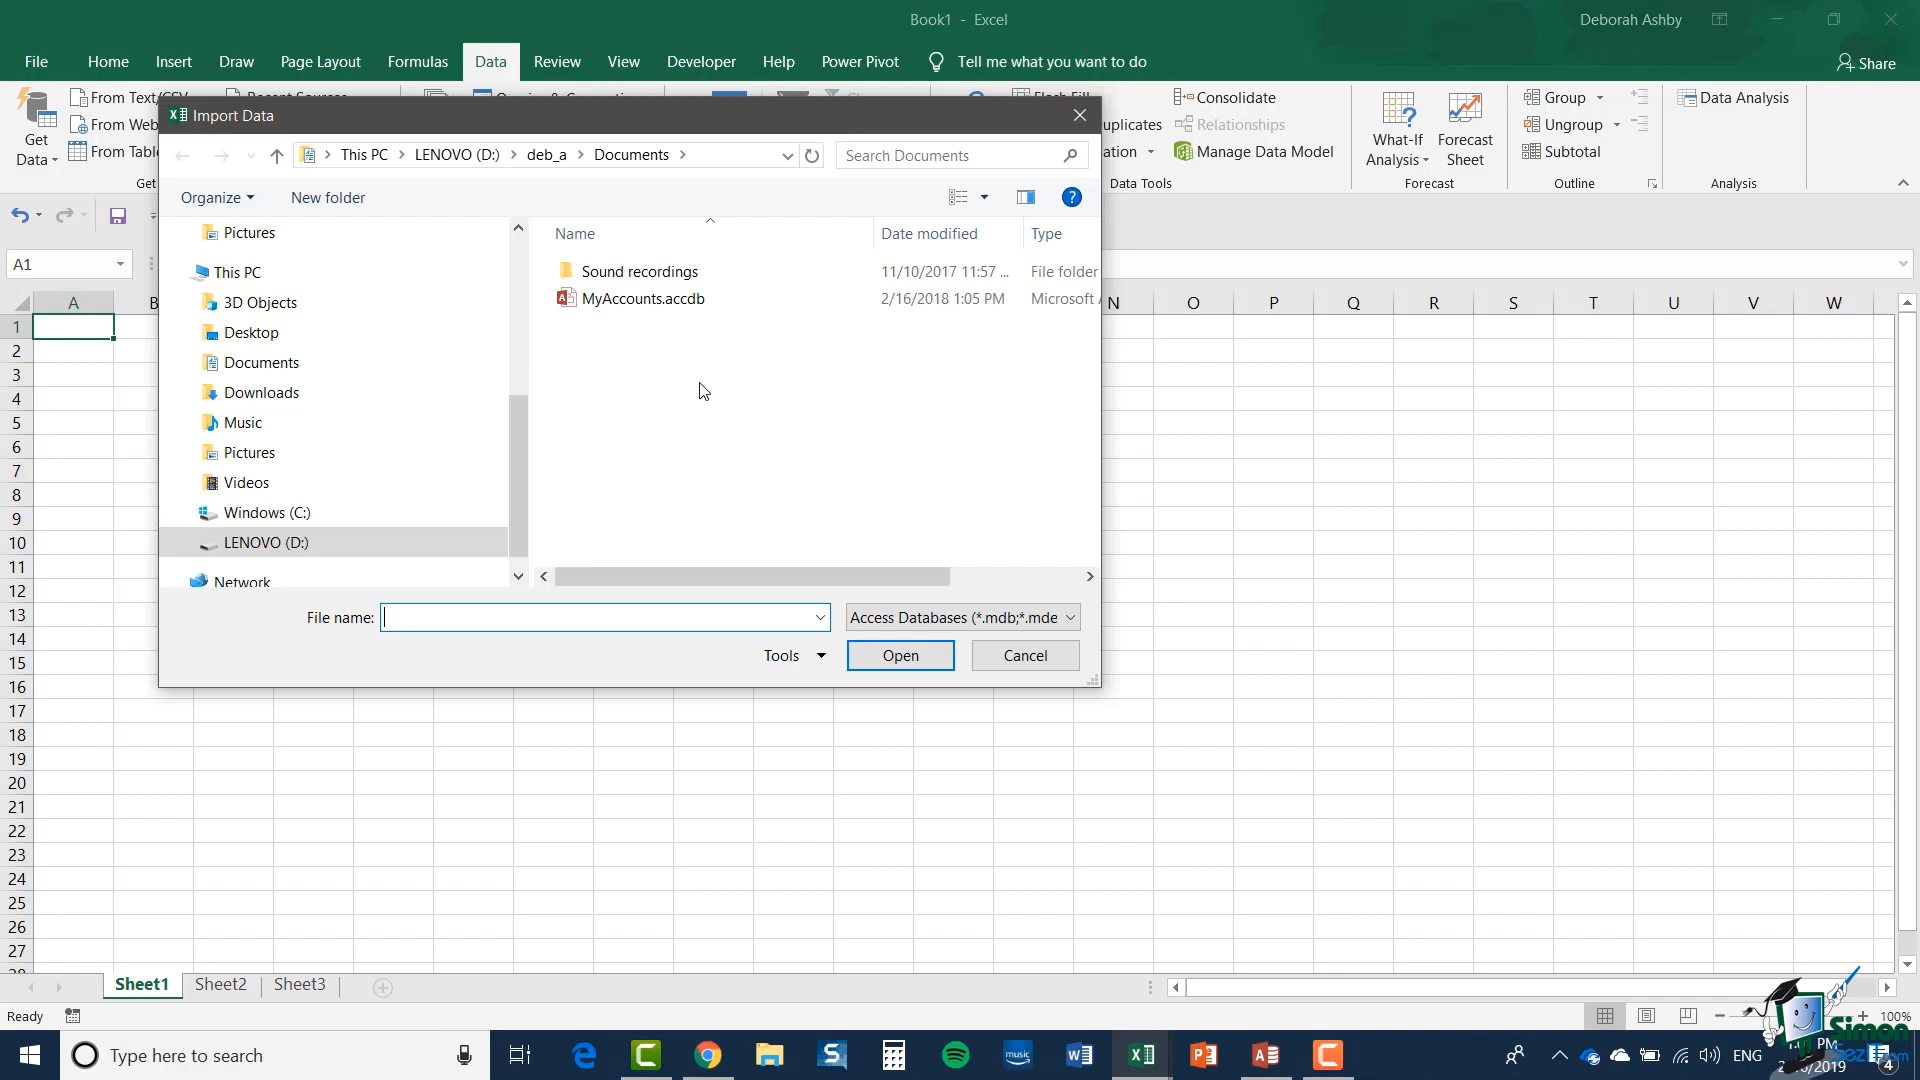 Book1 - Excel
Deborah Ashby
File Home Insert Draw Page Layout Formulas Data Review View Developer Help Power Pivot Tell me what you want to do
Share
Get Data
From Text/CSV
From Web
From Table
Get
Import Data
This PC > LENOVO (D:) > deb_a > Documents >
Search Documents
Organize
New folder
Pictures
This PC
3D Objects
Desktop
Documents
Downloads
Music
Pictures
Videos
Windows (C:)
LENOVO (D:)
Network
Name Date modified Type
Sound recordings 11/10/2017 11:57 ... File folder
MyAccounts.accdb 2/16/2018 1:05 PM Microsoft
File name:
Access Databases (*.mdb;*.mde
Tools
Open
Cancel
Flash Fill
Consolidate
Relationships
Manage Data Model
Data Tools
What-If Analysis
Forecast Sheet
Forecast
Group
Ungroup
Subtotal
Outline
Data Analysis
Analysis
A1
A B N O P Q R S T U V W
1
2
3
4
5
6
7
8
9
10
11
12
13
14
15
16
17
18
19
20
21
22
23
24
25
26
27
Sheet1 Sheet2 Sheet3
Ready
100%
Type here to search
music
ENG
Simon
Sez
4